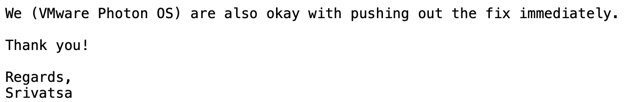 We (VMware Photon OS) are also okay with pushing out the fix immediately.
Thank you!
Regards,
Srivatsa